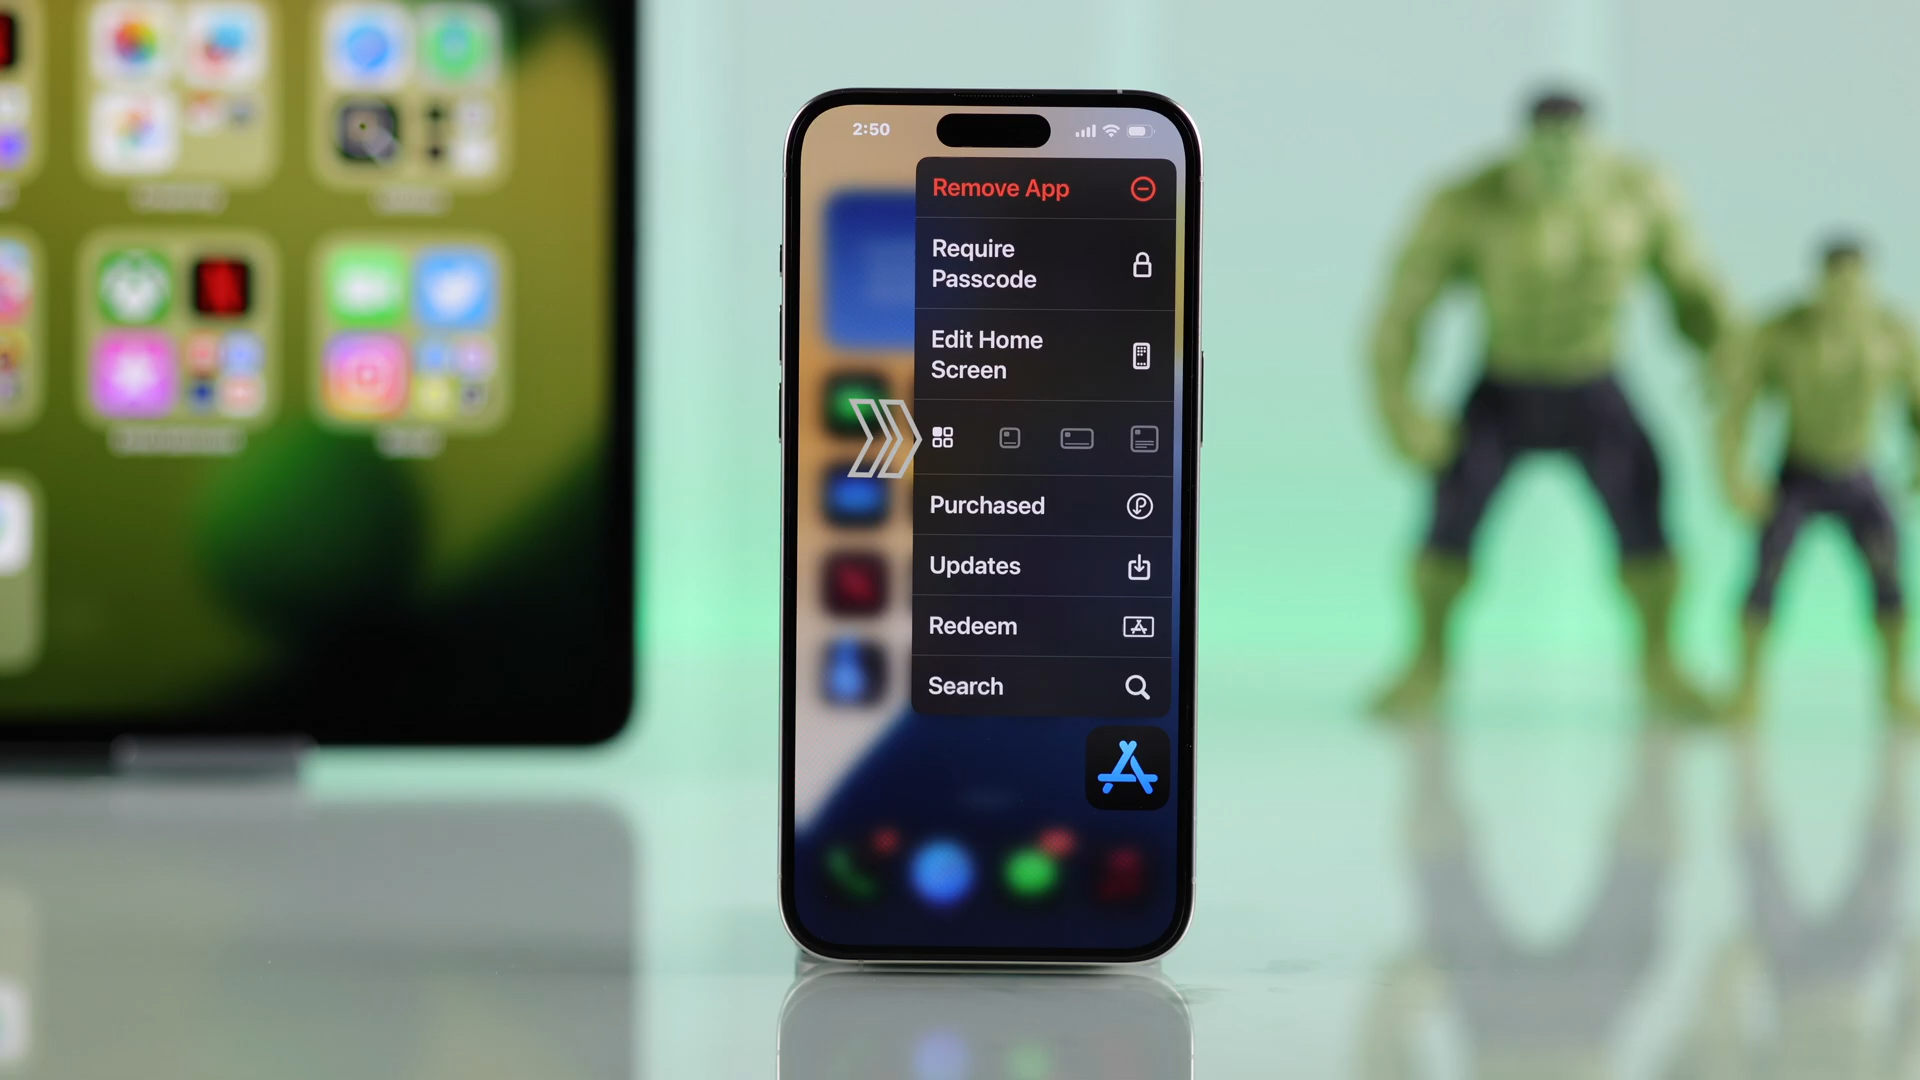 2:50
Remove App
Require
Passcode
Edit Home
Screen
Purchased
Updates
Redeem
Search